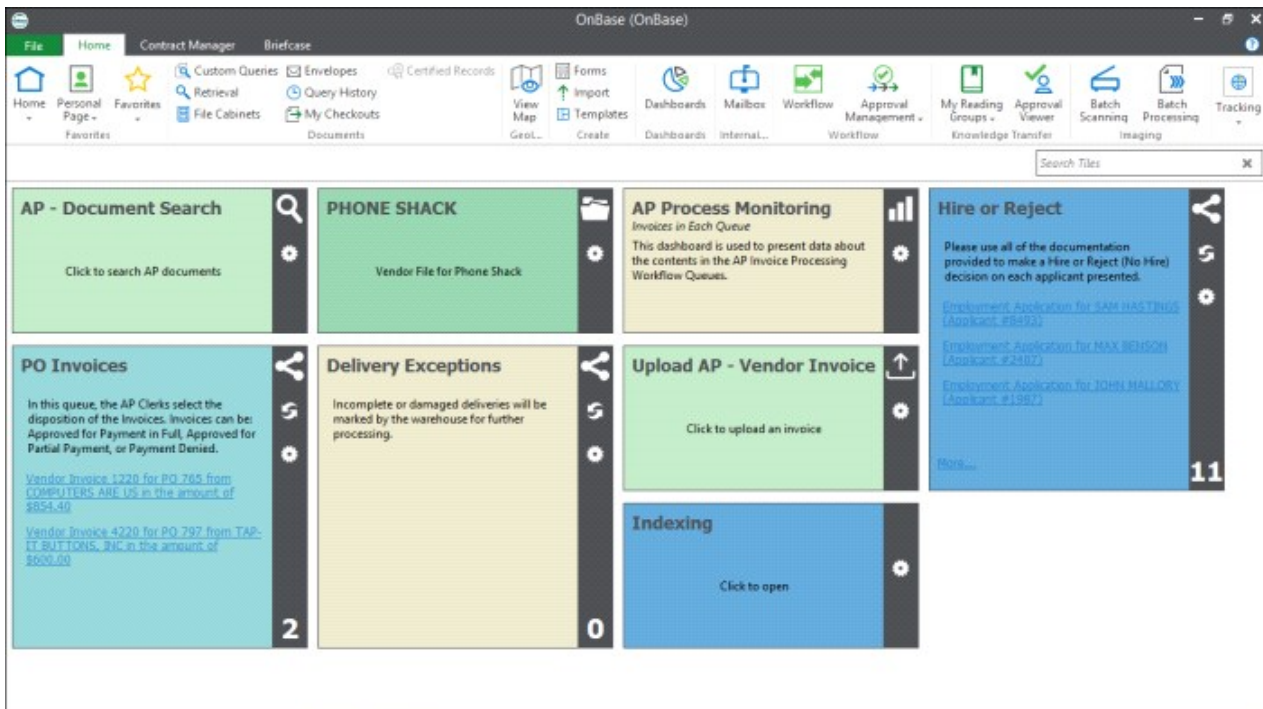 OnBase (OnBase)
File Home Contract Manager Briefcase
Home
Personal Page
Favorites
Favorites
Custom Queries
Retrieval
File Cabinets
Envelopes
Query History
My Checkouts
Certified Records
Documents
View Map
Geol...
Forms
Import
Templates
Create
Dashboards
Dashboards
Mailbox
Internal...
Workflow
Approval Management
Workflow
My Reading Groups
Approval Viewer
Knowledge Transfer
Batch Scanning
Batch Processing
Imaging
Tracking
Search Tiles
AP - Document Search
Click to search AP documents
PHONE SHACK
Vendor File for Phone Shack
AP Process Monitoring
Invoices in Each Queue
This dashboard is used to present data about
the contents in the AP Invoice Processing
Workflow Queues.
Hire or Reject
Please use all of the documentation
provided to make a Hire or Reject (No Hire)
decision on each applicant presented.
Employment Application for SAM HASTINGS
(Applicant #8493)
Employment Application for MAX BENSON
(Applicant #2487)
Employment Application for JOHN MALLORY
(Applicant #1987)
More...
11
PO Invoices
In this queue, the AP Clerks select the
disposition of the Invoices. Invoices can be:
Approved for Payment in Full, Approved for
Partial Payment, or Payment Denied.
Vendor Invoice 1220 for PO 765 from
COMPUTERS ARE US in the amount of
$854.40
Vendor Invoice 4220 for PO 797 from TAP-
IT BUTTONS, INC in the amount of
$600.00
2
Delivery Exceptions
Incomplete or damaged deliveries will be
marked by the warehouse for further
processing.
0
Upload AP - Vendor Invoice
Click to upload an invoice
Indexing
Click to open